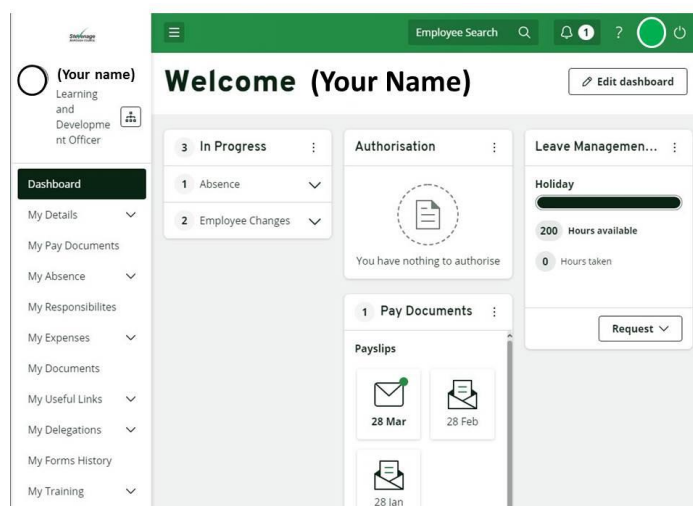 Stevenage
Employee Search
1
?
(Your name)
Learning
and
Developme
nt Officer
Welcome (Your Name)
Edit dashboard
Dashboard
My Details
My Pay Documents
My Absence
My Responsibilites
My Expenses
My Documents
My Useful Links
My Delegations
My Forms History
My Training
3 In Progress
1 Absence
2 Employee Changes
Authorisation
You have nothing to authorise
1 Pay Documents
Payslips
28 Mar
28 Feb
28 Jan
Leave Managemen...
Holiday
200 Hours available
0 Hours taken
Request